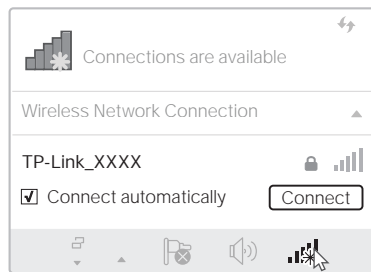 Connections are available
Wireless Network Connection
TP-Link_XXXX
Connect automatically
Connect